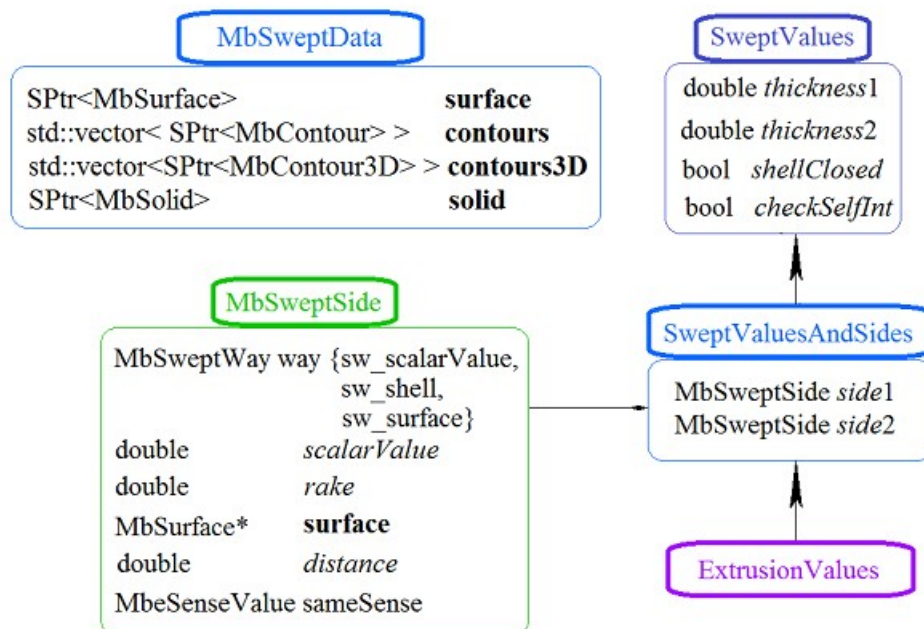 MbSweptData
SPtr<MbSurface> surface
std::vector< SPtr<MbContour> > contours
std::vector<SPtr<MbContour3D> > contours3D
SPtr<MbSolid> solid
SweptValues
double thickness1
double thickness2
bool shellClosed
bool checkSelfInt
MbSweptSide
MbSweptWay way {sw_scalarValue,
sw_shell,
sw_surface}
double scalarValue
double rake
MbSurface* surface
double distance
MbeSenseValue sameSense
SweptValuesAndSides
MbSweptSide side1
MbSweptSide side2
ExtrusionValues